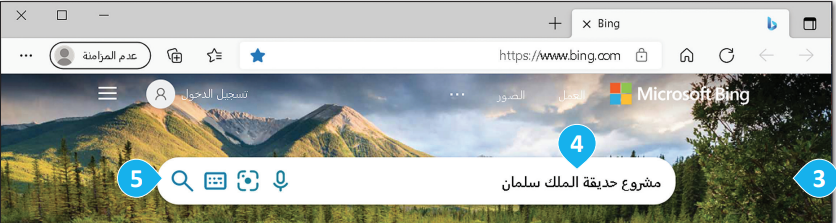 Bing
https://www.bing.com
عدم المزامنة
Microsoft Bing
العمل
الصور
...
تسجيل الدخول
4
3
مشروع حديقة الملك سلمان
5